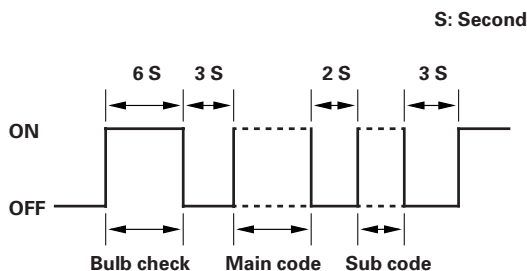 S: Second
6 S 3 S 2 S 3 S
ON
OFF
Bulb check Main code Sub code